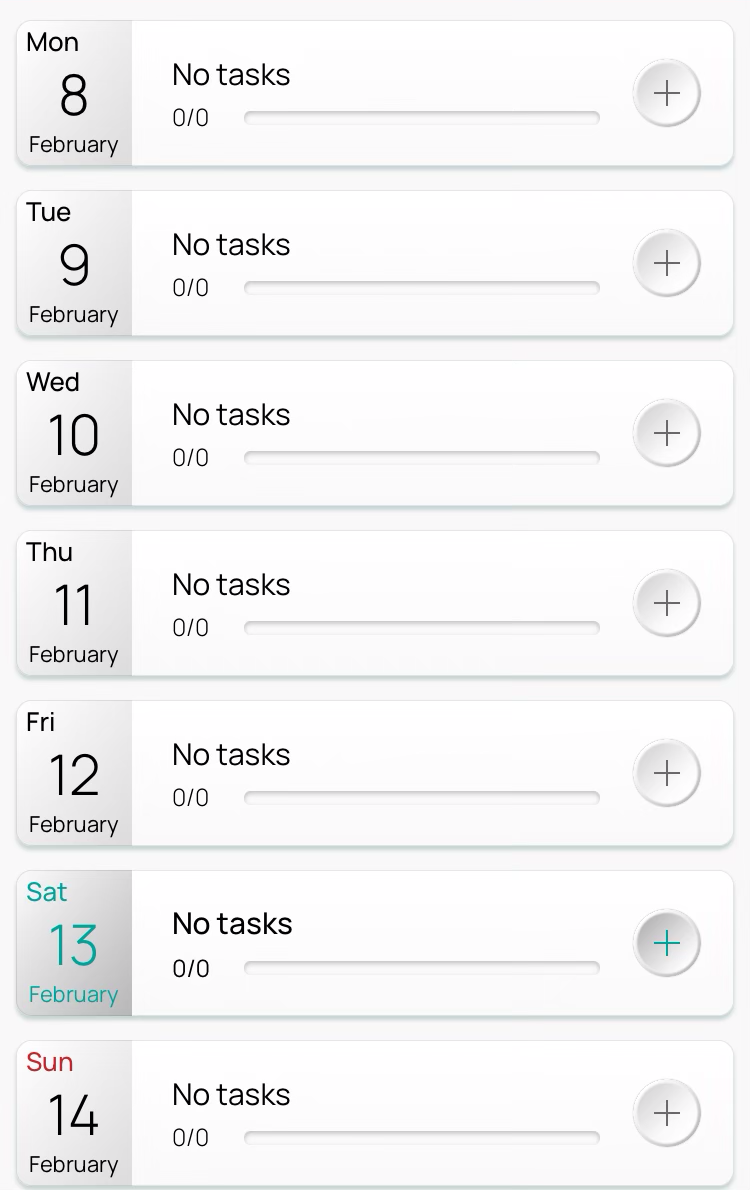 Mon
8
February
No tasks
0/0
Tue
9
February
No tasks
0/0
Wed
10
February
No tasks
0/0
Thu
11
February
No tasks
0/0
Fri
12
February
No tasks
0/0
Sat
13
February
No tasks
0/0
Sun
14
February
No tasks
0/0